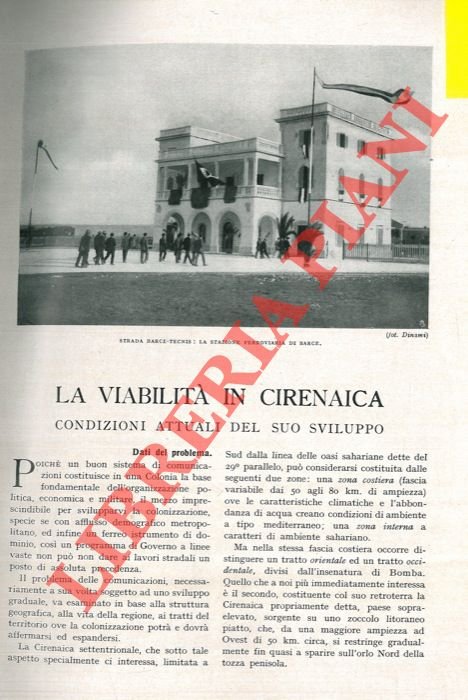 LIBRERIA PIANI
(fot. Dinami)
STRADA BARCE-TECNIS: LA STAZIONE FERROVIARIA DI BARCE.
LA VIABILITÀ IN CIRENAICA
CONDIZIONI ATTUALI DEL SUO SVILUPPO
Dati del problema.
POICHÈ un buon sistema di comunica-
zioni costituisce in una Colonia la base
fondamentale dell'organizzazione po-
litica, economica e militare, il mezzo impre-
scindibile per sviluppare la colonizzazione,
specie se con afflusso demografico metropo-
litano, ed infine il ferreo strumento di do-
minio, così un programma di Governo a linee
vaste non può non dare ai lavori stradali un
posto di assoluta precedenza.
Il problema delle comunicazioni, necessa-
riamente a sua volta soggetto ad uno sviluppo
graduale, va esaminato in base alla struttura
geografica, alla vita della regione, ai tratti del
territorio ove la colonizzazione potrà e dovrà
affermarsi ed espandersi.
La Cirenaica settentrionale, che sotto tale
aspetto specialmente ci interessa, limitata a
Sud dalla linea delle oasi sahariane dette del
29º parallelo, può considerarsi costituita dalle
seguenti due zone: una zona costiera (fascia
variabile dai 50 agli 80 km. di ampiezza)
ove le caratteristiche climatiche e l'abbon-
danza di acqua creano condizioni di ambiente
a tipo mediterraneo; una zona interna a
caratteri di ambiente sahariano.
Ma nella stessa fascia costiera occorre di-
stinguere un tratto orientale ed un tratto occi-
dentale, divisi dall'insenatura di Bomba.
Quello che a noi più immediatamente interessa
è il secondo, costituente col suo retroterra la
Cirenaica propriamente detta, paese sopra-
elevato, sorgente su uno zoccolo litoraneo
piatto, che, da una maggiore ampiezza ad
Ovest di 50 km. circa, si restringe gradual-
mente fin quasi a sparire sull'orlo Nord della
tozza penisola.